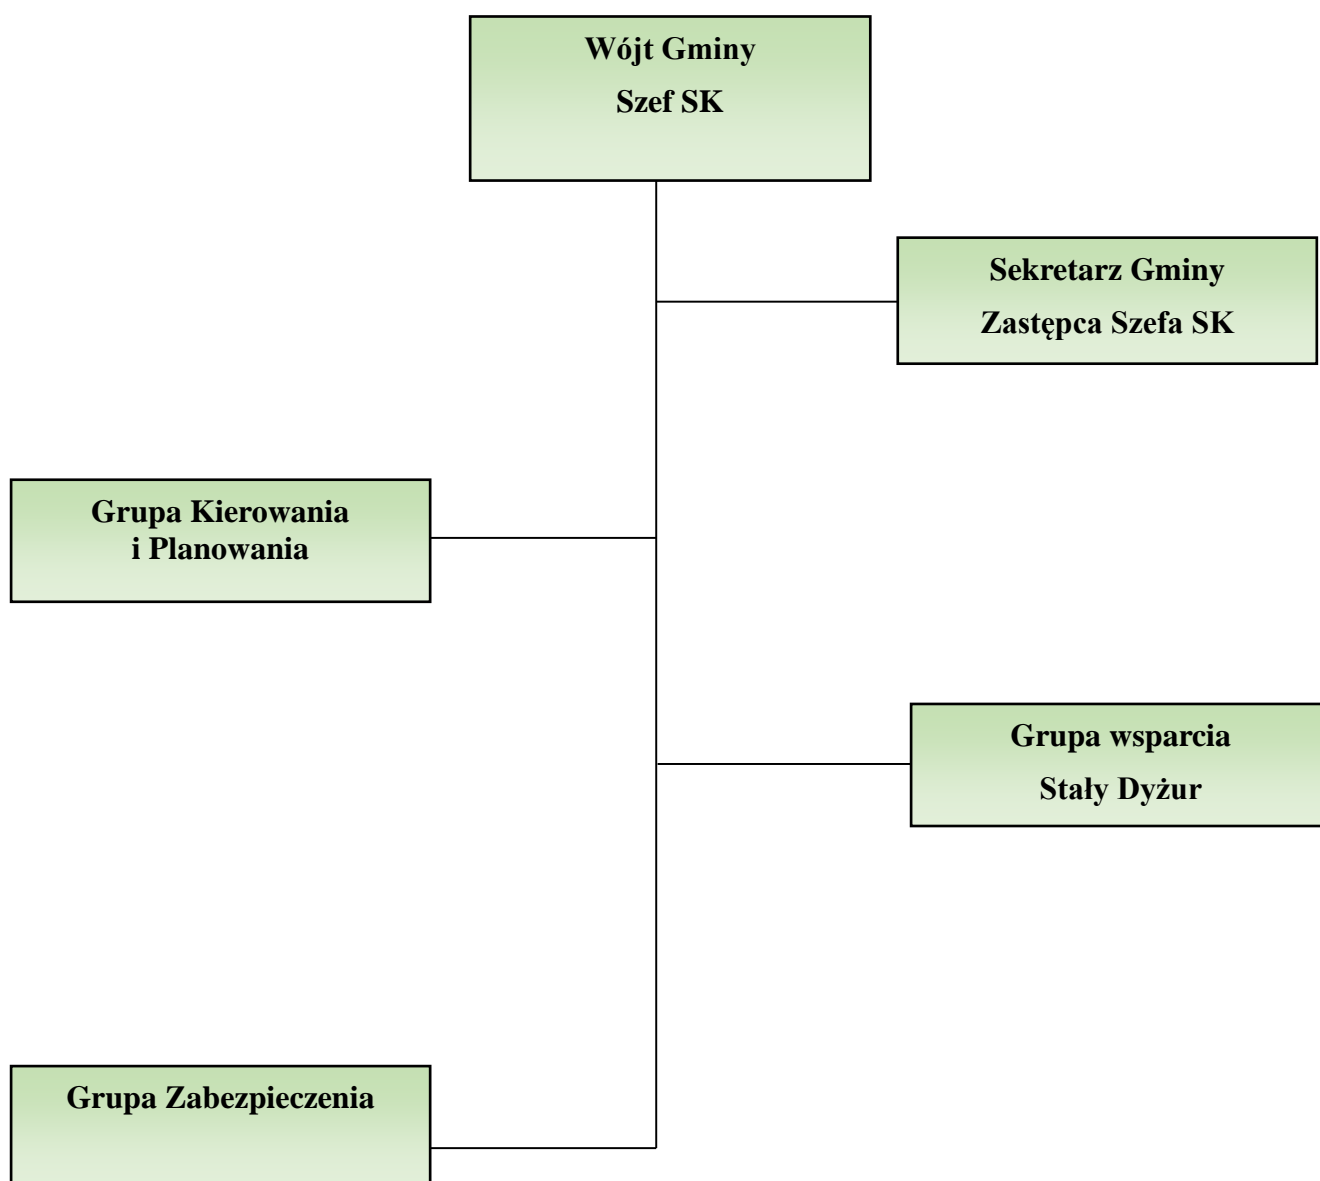 Wójt Gminy
Szef SK
Sekretarz Gminy
Zastępca Szefa SK
Grupa Kierowania
i Planowania
Grupa wsparcia
Stały Dyżur
Grupa Zabezpieczenia